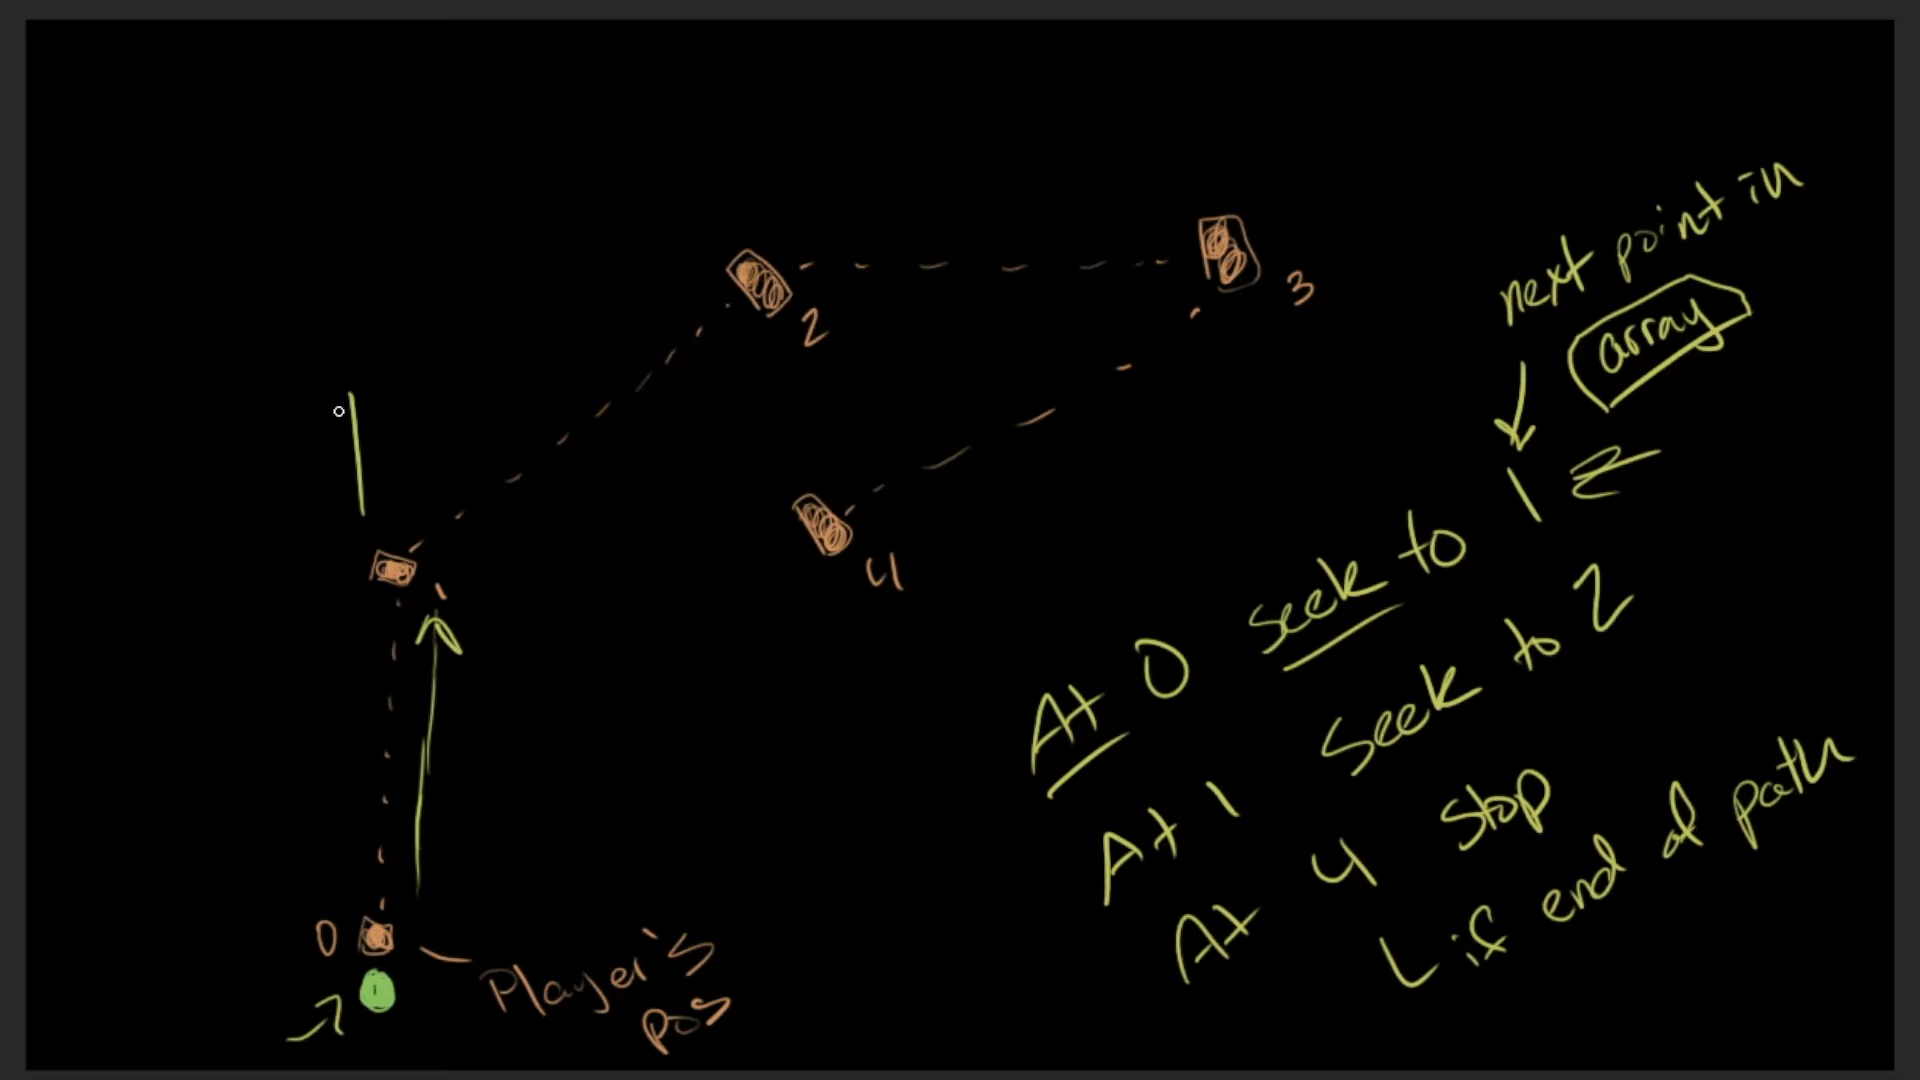 next point in
array
2
3
1
4
At 0 seek to 1
At 1 seek to 2
At 4 stop
if end of path
0
Player's
pos